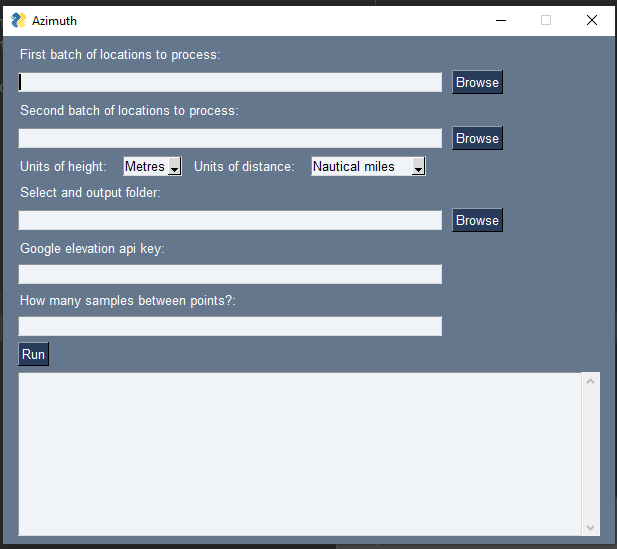 Azimuth
First batch of locations to process:
Browse
Second batch of locations to process:
Browse
Units of height: Metres Units of distance: Nautical miles
Select and output folder:
Browse
Google elevation api key:
How many samples between points?:
Run